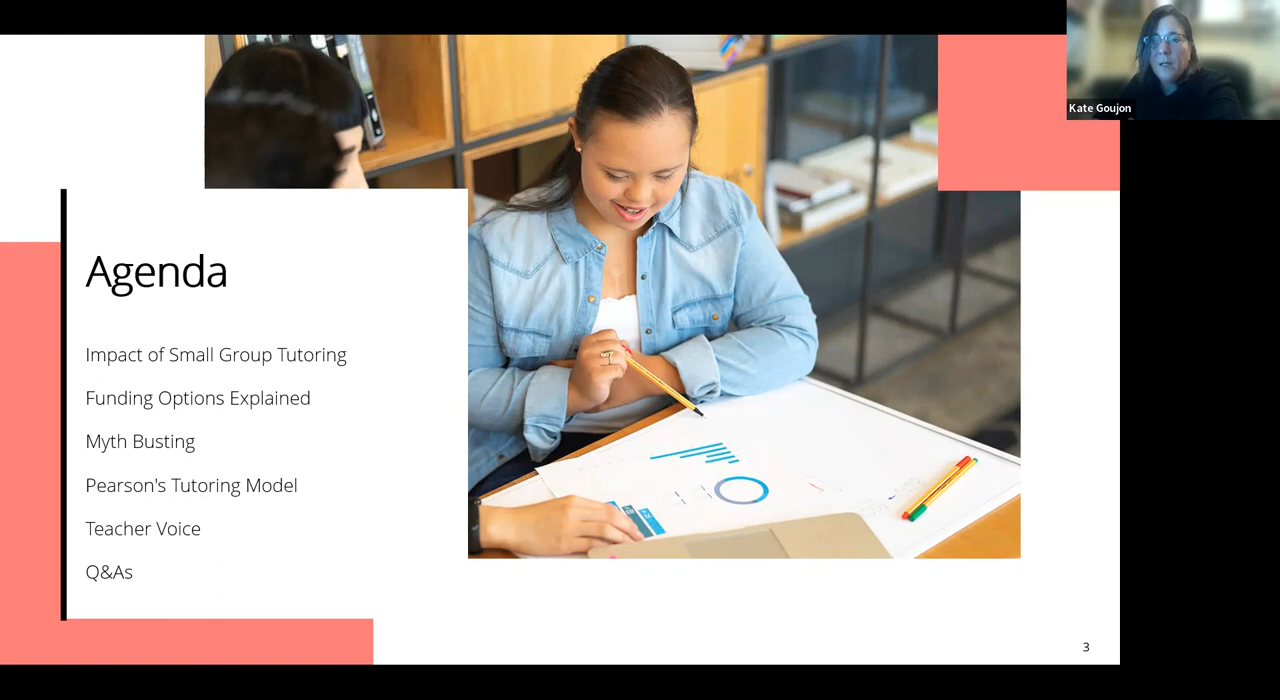 Kate Goujon
Agenda
Impact of Small Group Tutoring
Funding Options Explained
Myth Busting
Pearson's Tutoring Model
Teacher Voice
Q&As
3